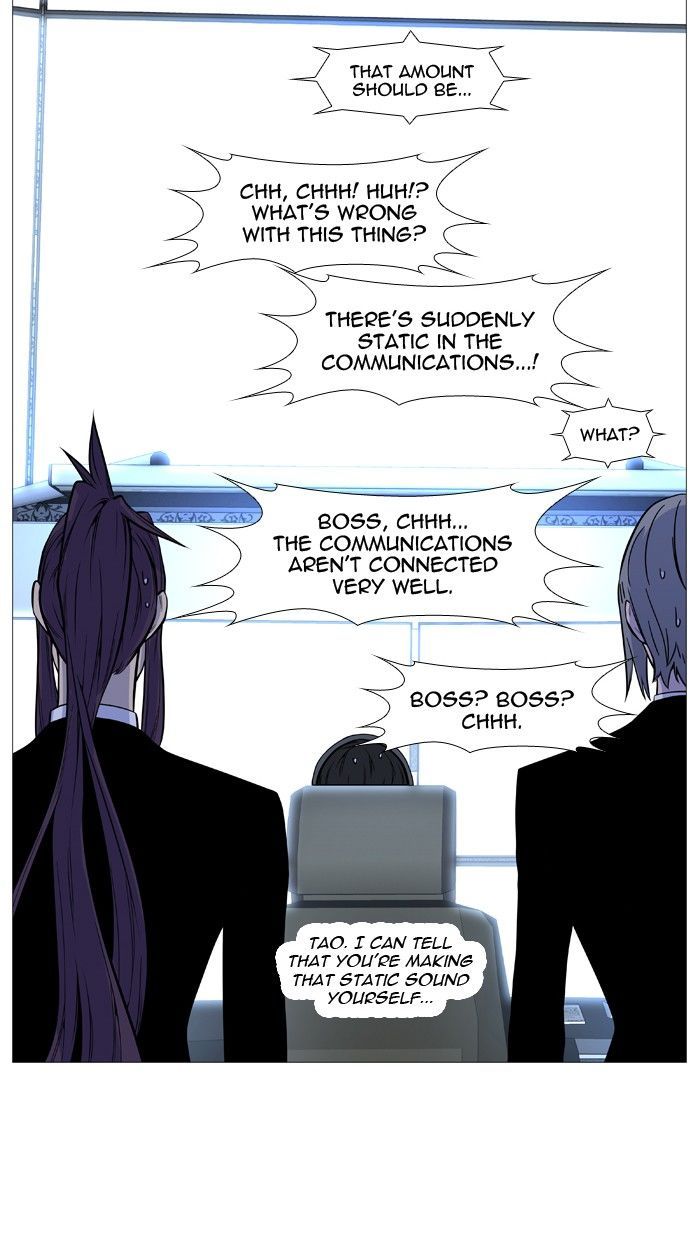 THAT AMOUNT
SHOULD BE...
CHH, CHHH! HUH!?
WHAT'S WRONG
WITH THIS THING?
THERE'S SUDDENLY
STATIC IN THE
COMMUNICATIONS...!
WHAT?
BOSS, CHHH...
THE COMMUNICATIONS
AREN'T CONNECTED
VERY WELL.
BOSS? BOSS?
CHHH.
TAO. I CAN TELL
THAT YOU'RE MAKING
THAT STATIC SOUND
YOURSELF...